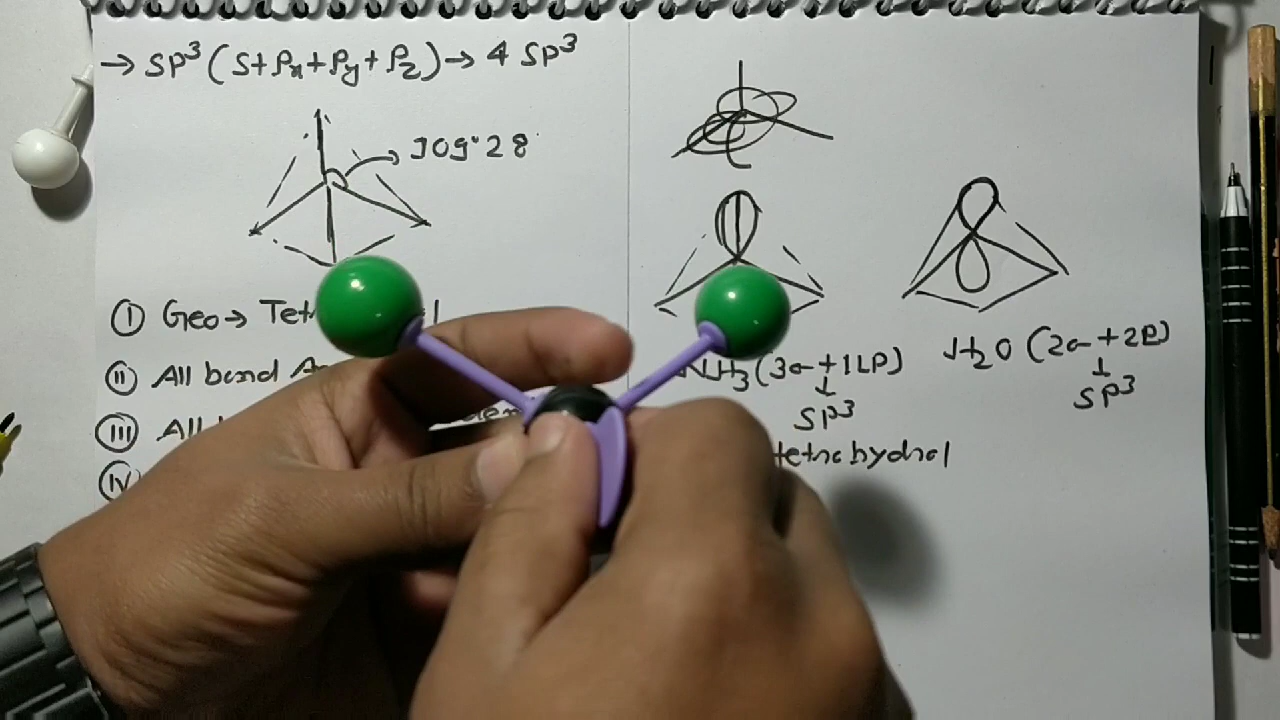 → SP³ (S+Px+Py+Pz) → 4 SP³
109°28
① Geo → Tet
NH3 (3σ+1LP)
SP³
H2O (2σ+2LP)
SP³
② All bond
③ All
tetrahydral
④